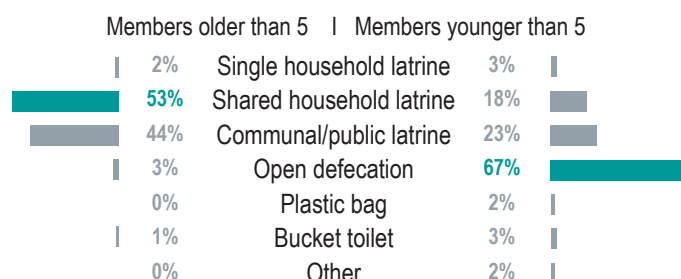 Members older than 5 I Members younger than 5
2% Single household latrine 3%
53% Shared household latrine 18%
44% Communal/public latrine 23%
3% Open defecation 67%
0% Plastic bag 2%
1% Bucket toilet 3%
0% Other 2%